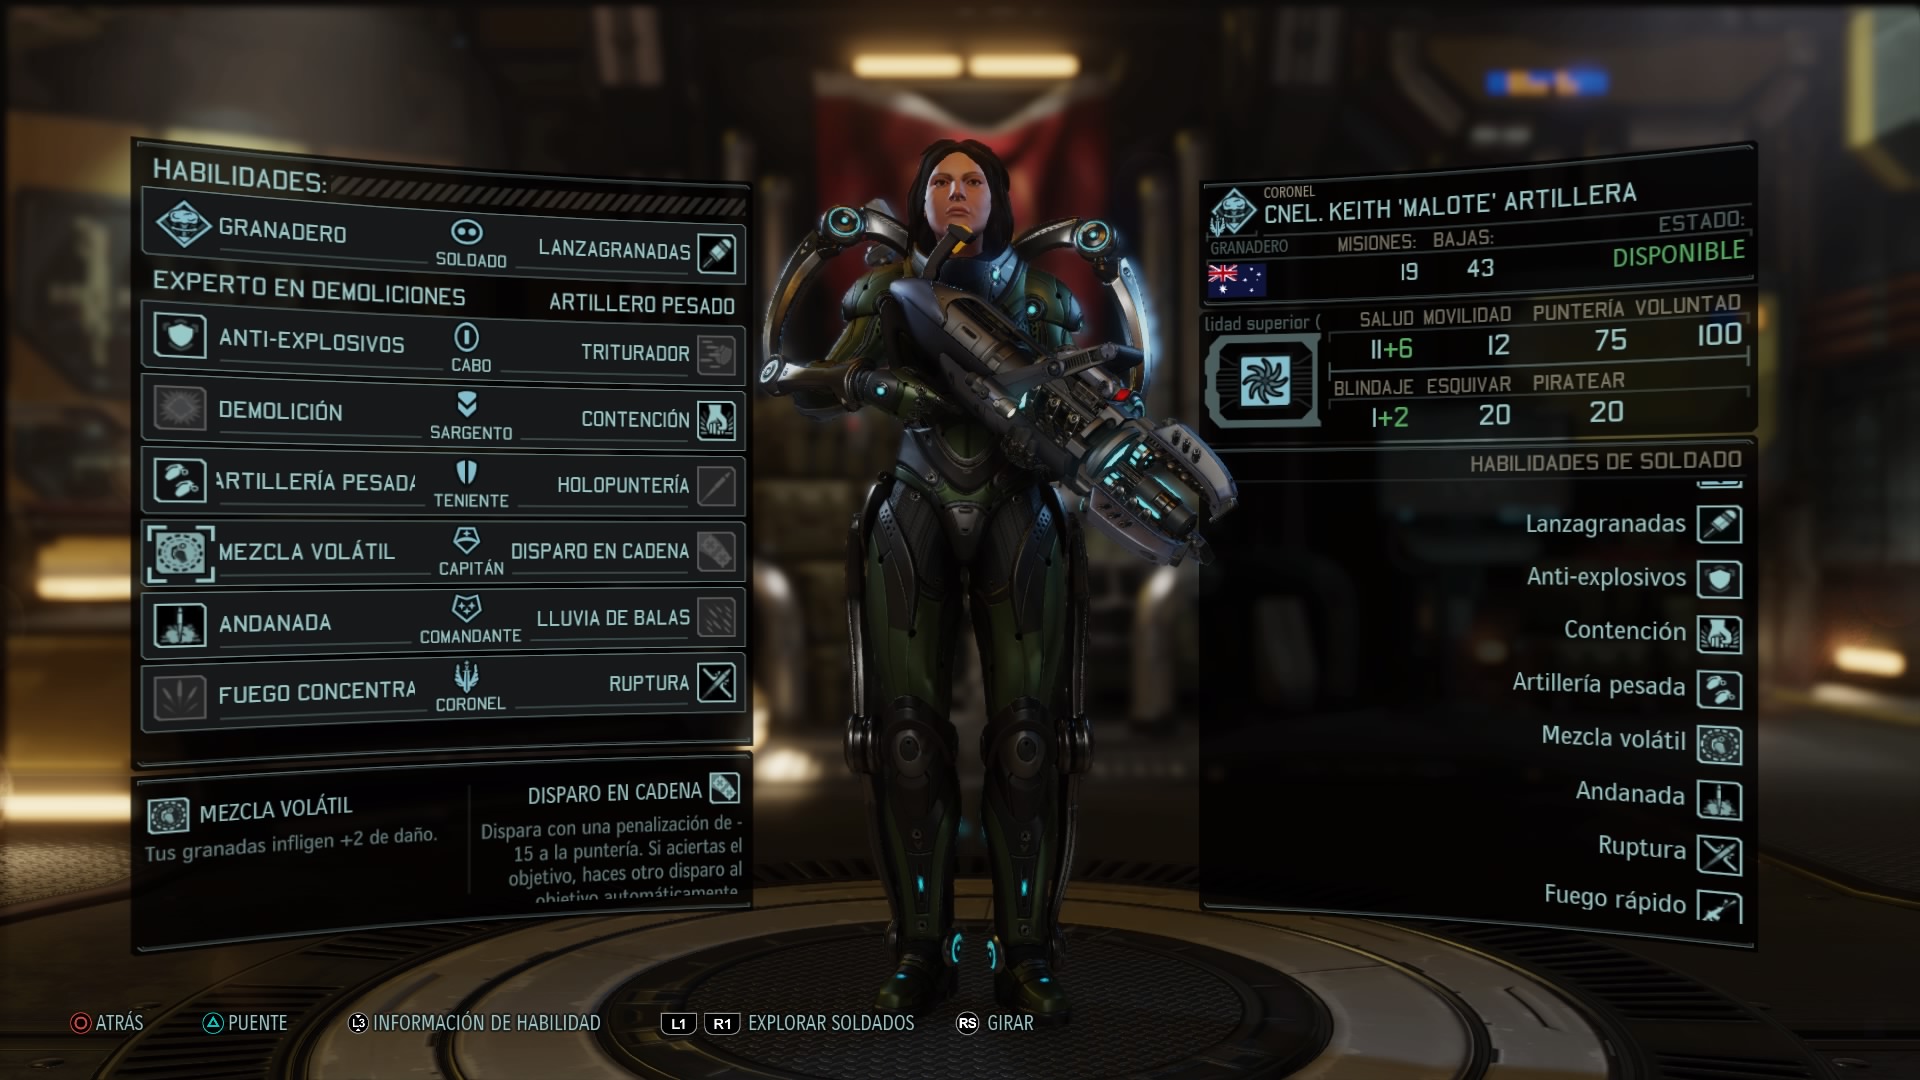 HABILIDADES:
GRANADERO
SOLDADO
LANZAGRANADAS
EXPERTO EN DEMOLICIONES
ARTILLERO PESADO
ANTI-EXPLOSIVOS
CABO
TRITURADOR
DEMOLICIÓN
SARGENTO
CONTENCIÓN
ARTILLERÍA PESADA
TENIENTE
HOLOPUNTERÍA
MEZCLA VOLÁTIL
CAPITÁN
DISPARO EN CADENA
ANDANADA
COMANDANTE
LLUVIA DE BALAS
FUEGO CONCENTRA
CORONEL
RUPTURA
MEZCLA VOLÁTIL
Tus granadas infligen +2 de daño.
DISPARO EN CADENA
Dispara con una penalización de -
15 a la puntería. Si aciertas el
objetivo, haces otro disparo al
objetivo automáticamente.
CORONEL
CNEL. KEITH 'MALOTE' ARTILLERA
GRANADERO
MISIONES: BAJAS: ESTADO:
19 43 DISPONIBLE
lidad superior (
SALUD MOVILIDAD PUNTERÍA VOLUNTAD
11+6 12 75 100
BLINDAJE ESQUIVAR PIRATEAR
1+2 20 20
HABILIDADES DE SOLDADO
Lanzagranadas
Anti-explosivos
Contención
Artillería pesada
Mezcla volátil
Andanada
Ruptura
Fuego rápido
ATRÁS
PUENTE
L3 INFORMACIÓN DE HABILIDAD
L1 R1 EXPLORAR SOLDADOS
RS GIRAR